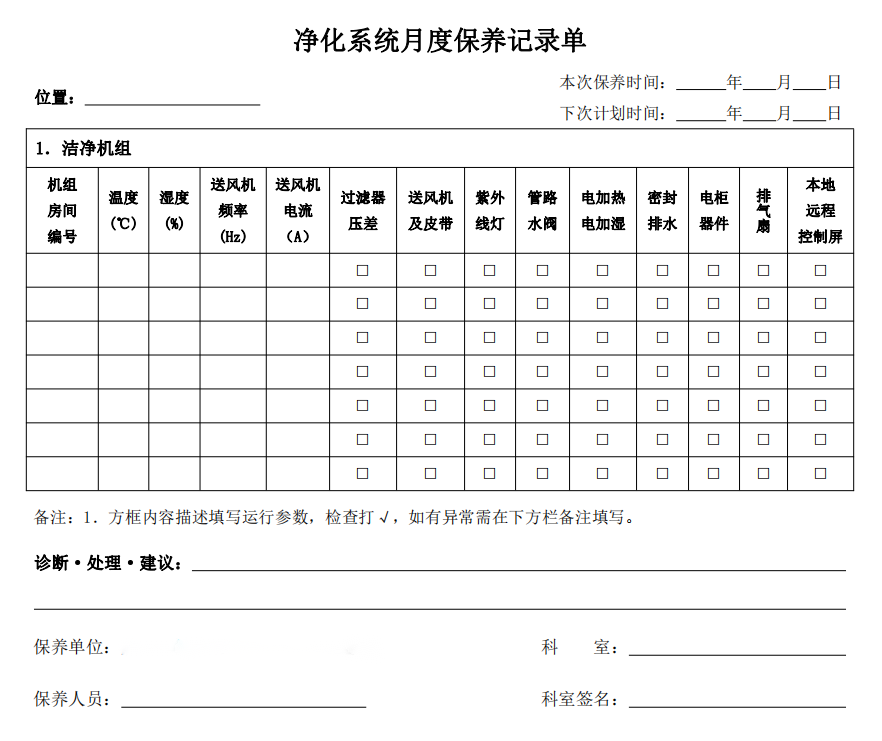 净化系统月度保养记录单
本次保养时间：______年____月____日
位置：____________________
下次计划时间：______年____月____日
1. 洁净机组
机组房间编号 温度(℃) 湿度(%) 送风机频率(Hz) 送风机电流（A） 过滤器压差 送风机及皮带 紫外线灯 管路水阀 电加热电加湿 密封排水 电柜器件 排气扇 本地远程控制屏
□ □ □ □ □ □ □ □ □
□ □ □ □ □ □ □ □ □
□ □ □ □ □ □ □ □ □
□ □ □ □ □ □ □ □ □
□ □ □ □ □ □ □ □ □
□ □ □ □ □ □ □ □ □
□ □ □ □ □ □ □ □ □
备注：1. 方框内容描述填写运行参数，检查打√，如有异常需在下方栏备注填写。
诊断·处理·建议：
保养单位： 科 室：
保养人员： 科室签名：